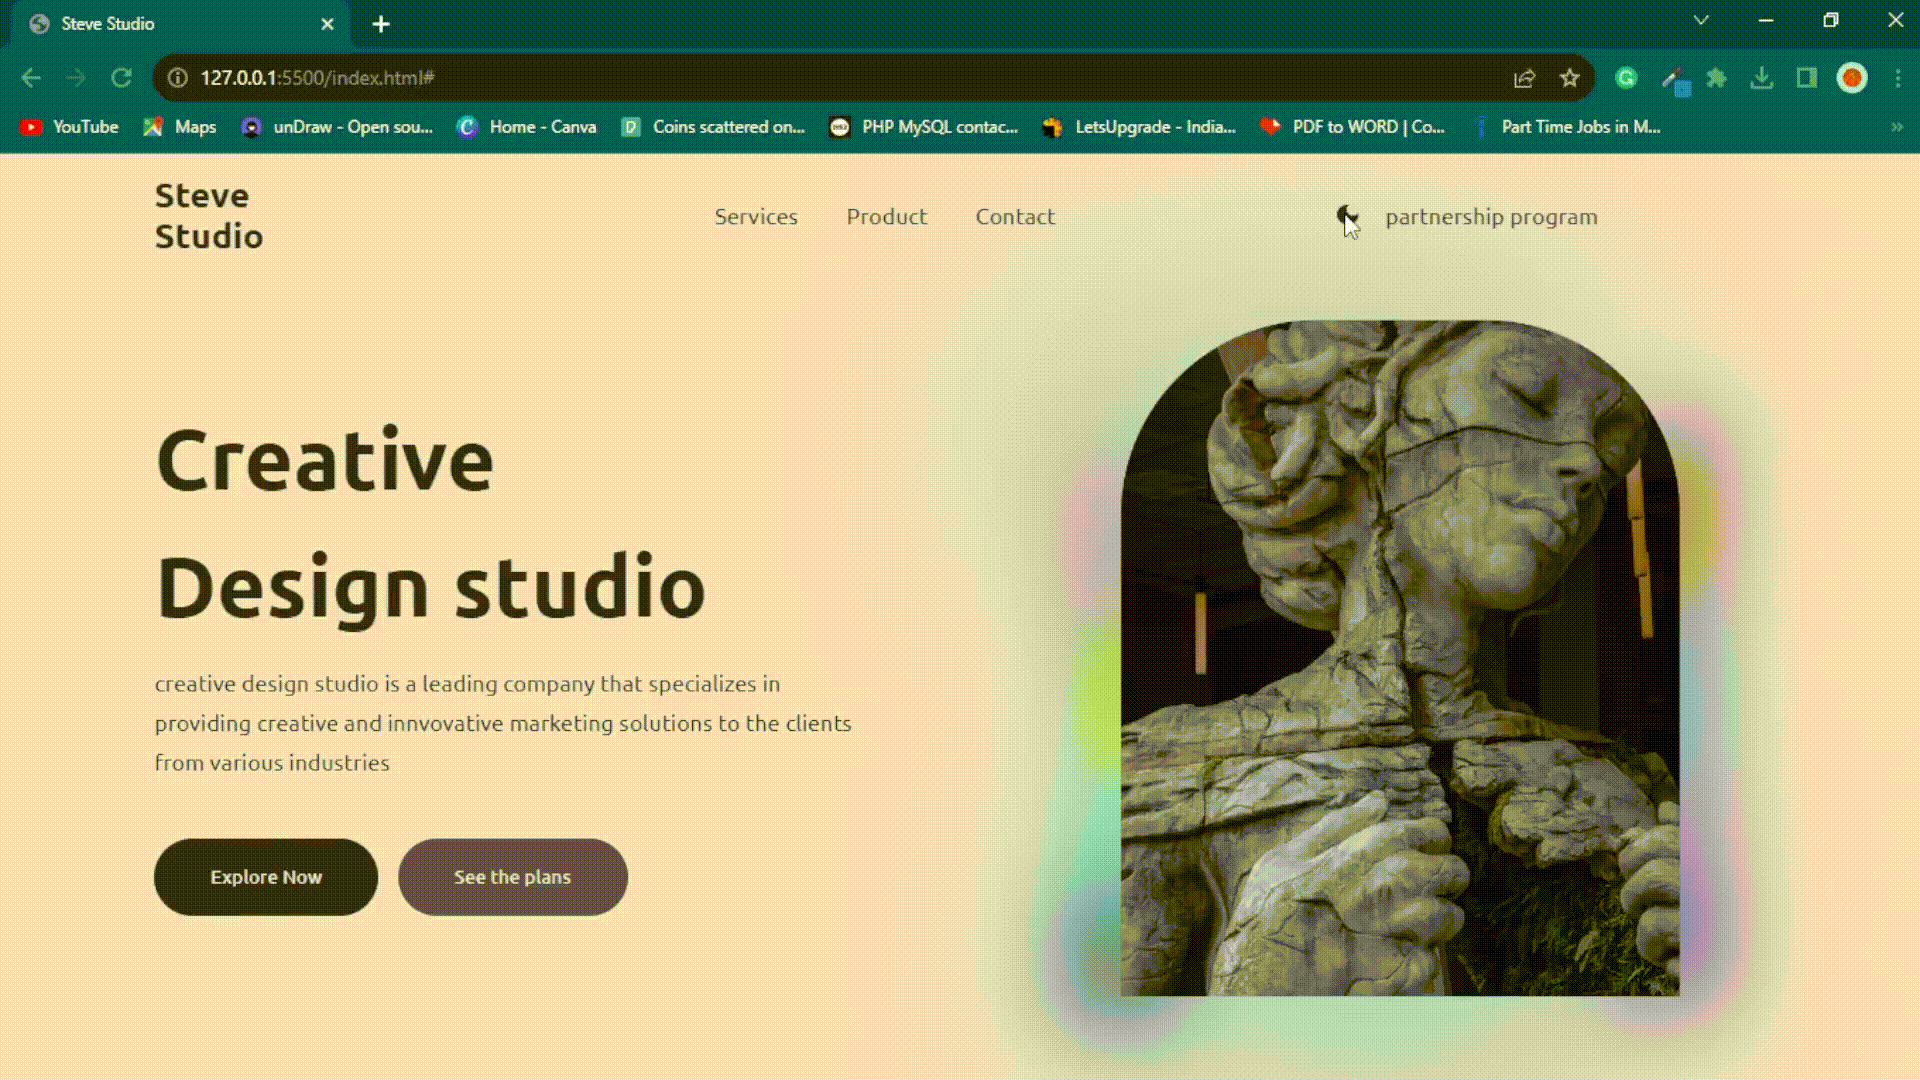 Steve Studio
127.0.0.1:5500/index.html#
YouTube
Maps
unDraw - Open sou...
Home - Canva
Coins scattered on...
PHP MySQL contac...
LetsUpgrade - India...
PDF to WORD | Co...
Part Time Jobs in M...
Steve
Studio
Services
Product
Contact
partnership program
Creative
Design studio
creative design studio is a leading company that specializes in
providing creative and innvovative marketing solutions to the clients
from various industries
Explore Now
See the plans